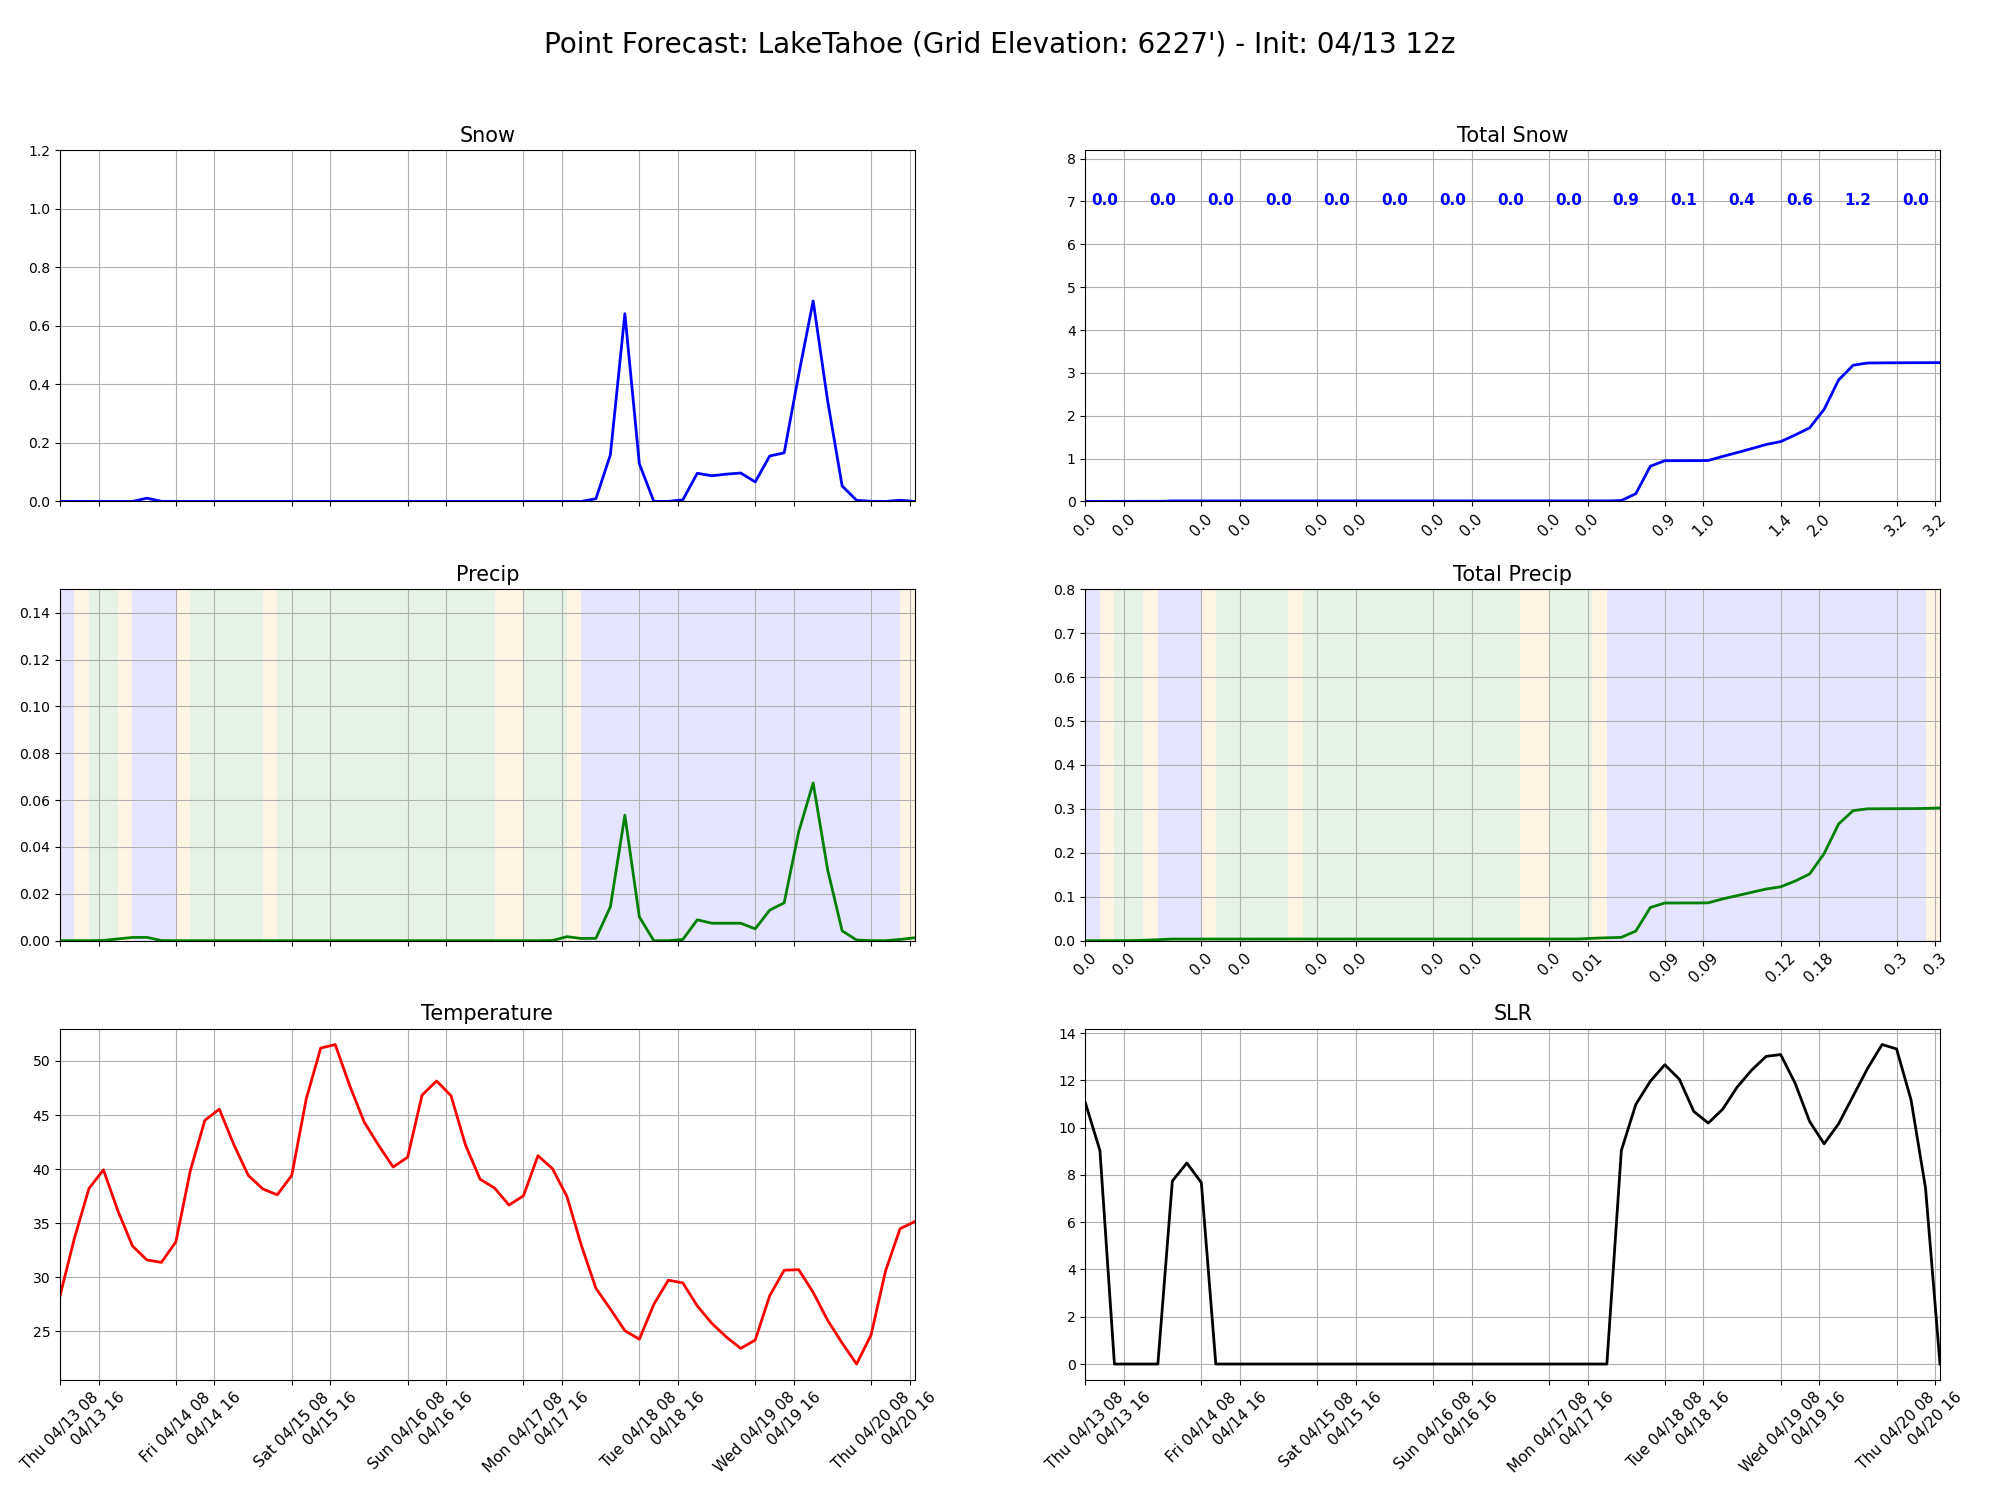 Point Forecast: LakeTahoe (Grid Elevation: 6227') - Init: 04/13 12z
Snow
1.2
1.0
0.8
0.6
0.4
0.2
0.0
Total Snow
8
7
6
5
4
3
2
1
0
0.0 0.0 0.0 0.0 0.0 0.0 0.0 0.0 0.0 0.9 0.1 0.4 0.6 1.2 0.0
0.0 0.0 0.0 0.0 0.0 0.0 0.0 0.0 0.0 0.0 0.9 1.0 1.4 2.0 3.2 3.2
Precip
0.14
0.12
0.10
0.08
0.06
0.04
0.02
0.00
Total Precip
0.8
0.7
0.6
0.5
0.4
0.3
0.2
0.1
0.0
0.0 0.0 0.0 0.0 0.0 0.0 0.0 0.0 0.0 0.01 0.09 0.09 0.12 0.18 0.3 0.3
Temperature
50
45
40
35
30
25
Thu 04/13 08
04/13 16
Fri 04/14 08
04/14 16
Sat 04/15 08
04/15 16
Sun 04/16 08
04/16 16
Mon 04/17 08
04/17 16
Tue 04/18 08
04/18 16
Wed 04/19 08
04/19 16
Thu 04/20 08
04/20 16
SLR
14
12
10
8
6
4
2
0
Thu 04/13 08
04/13 16
Fri 04/14 08
04/14 16
Sat 04/15 08
04/15 16
Sun 04/16 08
04/16 16
Mon 04/17 08
04/17 16
Tue 04/18 08
04/18 16
Wed 04/19 08
04/19 16
Thu 04/20 08
04/20 16